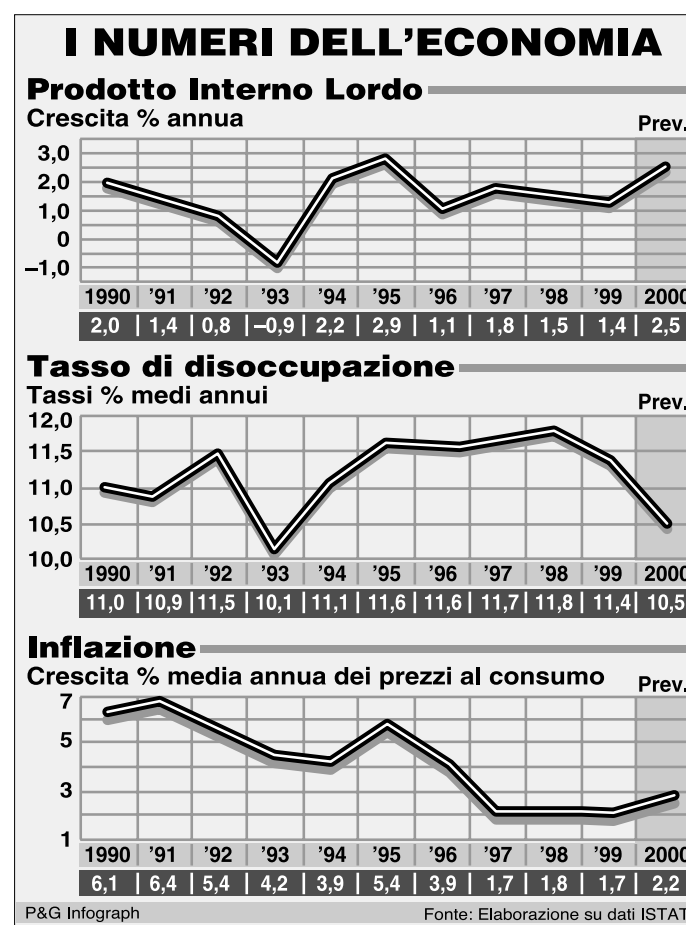 I NUMERI DELL'ECONOMIA
Prodotto Interno Lordo
Crescita % annua
Prev.
3,0
2,0
1,0
0
–1,0
1990 '91 '92 '93 '94 '95 '96 '97 '98 '99 2000
2,0 1,4 0,8 –0,9 2,2 2,9 1,1 1,8 1,5 1,4 2,5
Tasso di disoccupazione
Tassi % medi annui
Prev.
12,0
11,5
11,0
10,5
10,0
1990 '91 '92 '93 '94 '95 '96 '97 '98 '99 2000
11,0 10,9 11,5 10,1 11,1 11,6 11,6 11,7 11,8 11,4 10,5
Inflazione
Crescita % media annua dei prezzi al consumo
Prev.
7
5
3
1
1990 '91 '92 '93 '94 '95 '96 '97 '98 '99 2000
6,1 6,4 5,4 4,2 3,9 5,4 3,9 1,7 1,8 1,7 2,2
P&G Infograph
Fonte: Elaborazione su dati ISTAT